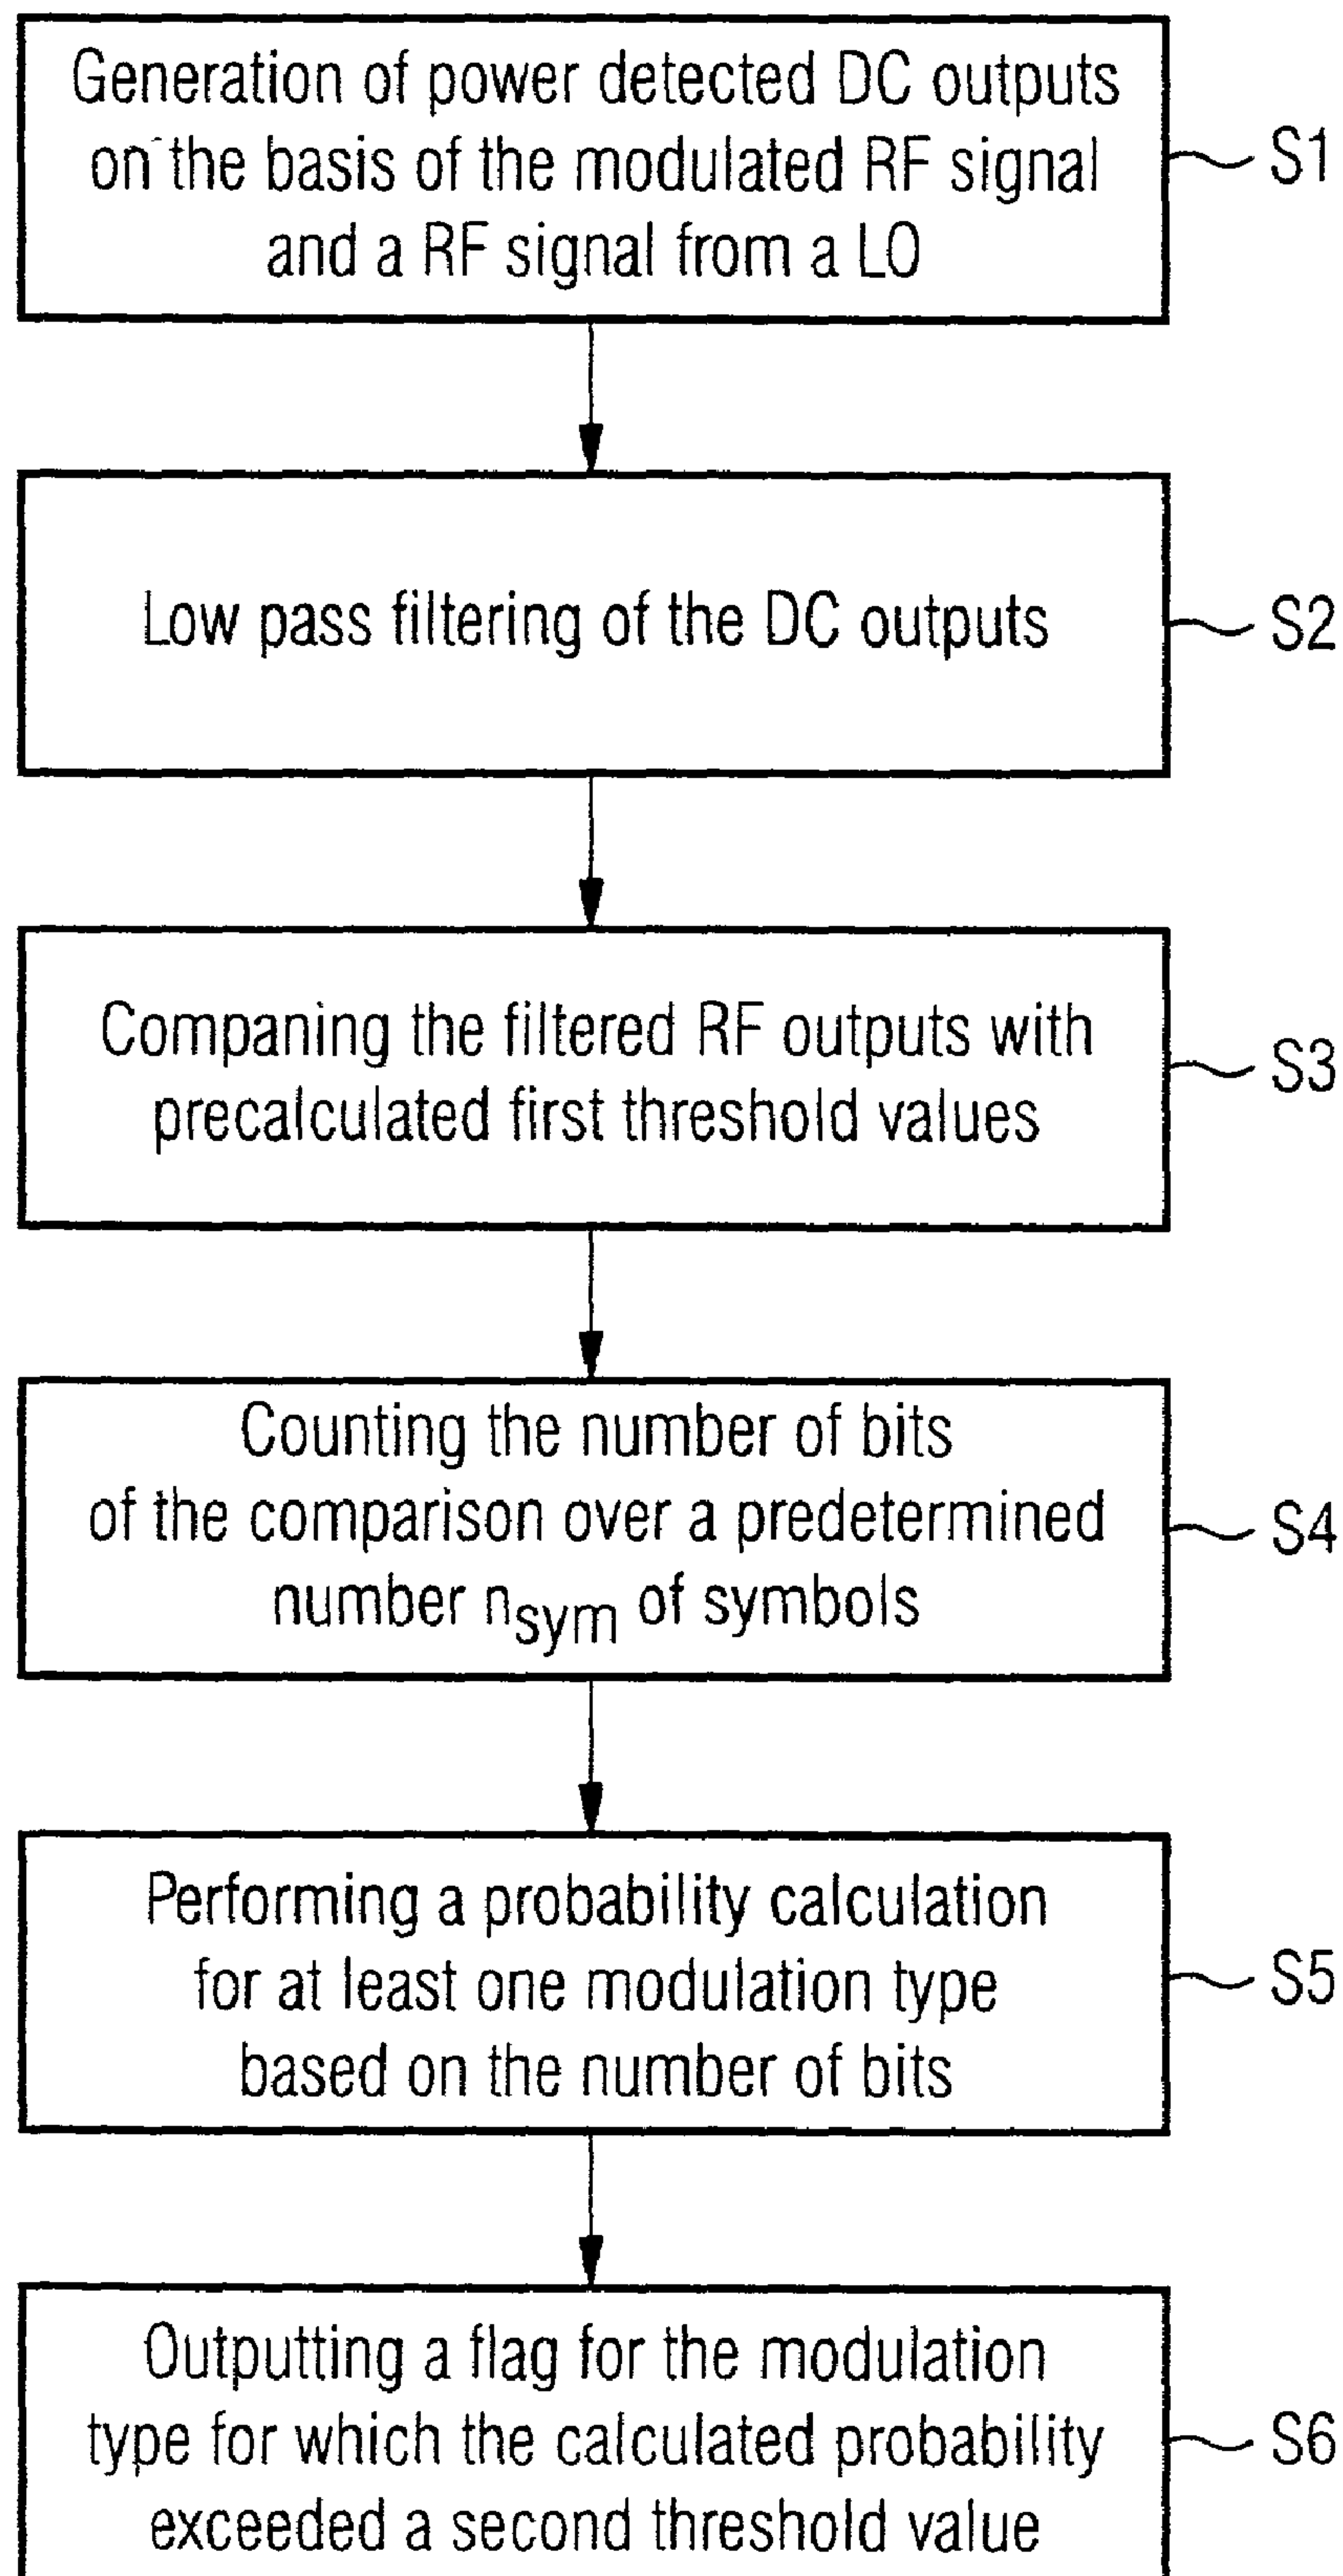 Generation of power detected DC outputs
on the basis of the modulated RF signal
and a RF signal from a LO
S1
Low pass filtering of the DC outputs
S2
Companing the filtered RF outputs with
precalculated first threshold values
S3
Counting the number of bits
of the comparison over a predetermined
number nsym of symbols
S4
Performing a probability calculation
for at least one modulation type
based on the number of bits
S5
Outputting a flag for the modulation
type for which the calculated probability
exceeded a second threshold value
S6